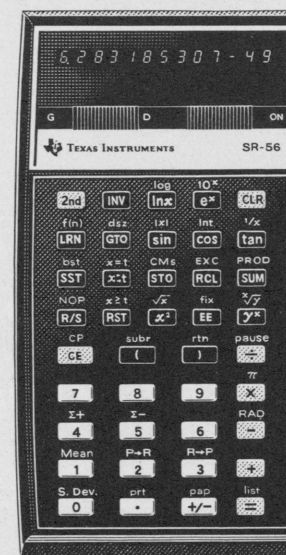 6.283185307-49
G D ON
TEXAS INSTRUMENTS SR-56
log 10ˣ
2nd INV lnx eˣ CLR
f(n) dsz |x| Int 1/x
LRN GTO sin cos tan
bst x=t CMs EXC PROD
SST x⇄t STO RCL SUM
NOP x≥t √x fix ˣ√y
R/S RST x² EE yˣ
CP subr rtn pause
CE ( ) ÷
π
7 8 9 ×
Σ+ Σ− RAD
4 5 6 −
Mean P→R R→P
1 2 3 +
S. Dev. prt pap list
0 . +/− =